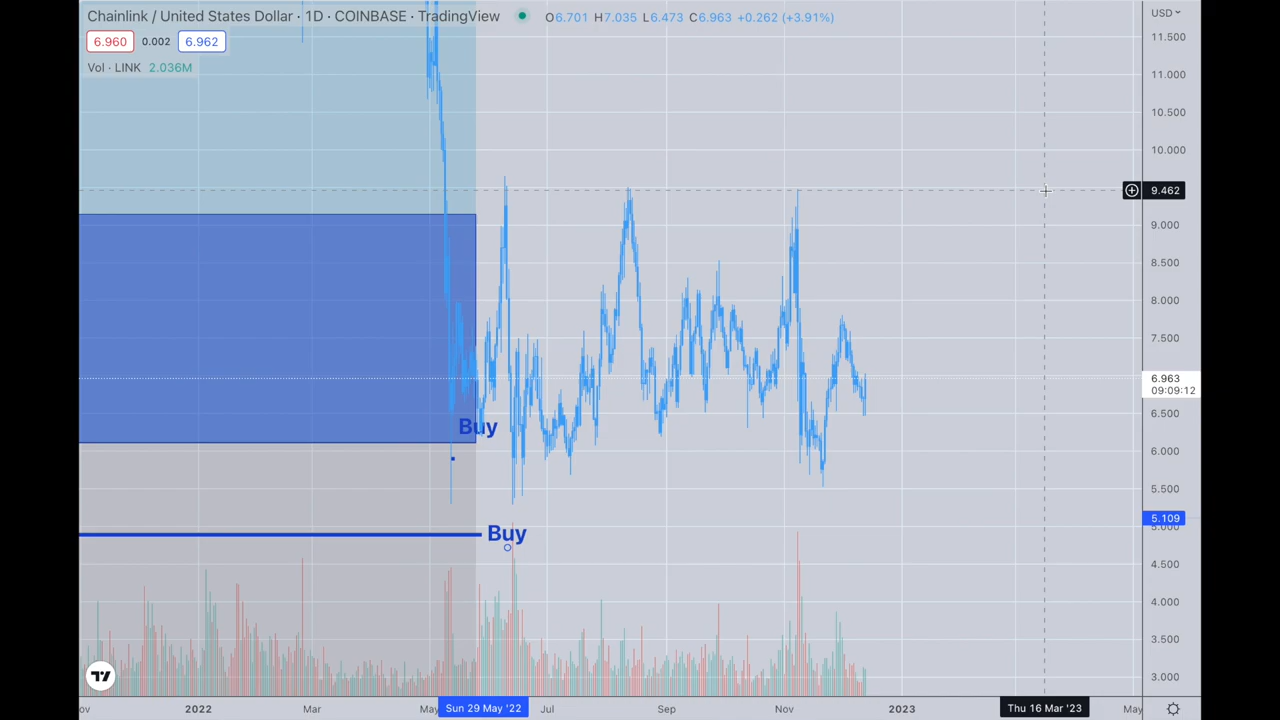 Chainlink / United States Dollar · 1D · COINBASE · TradingView O6.701 H7.035 L6.473 C6.963 +0.262 (+3.91%)
USD
6.960 0.002 6.962
Vol · LINK 2.036M
11.500
11.000
10.500
10.000
9.462
9.000
8.500
8.000
7.500
6.963
09:09:12
6.500
Buy
6.000
5.500
5.109
5.000
Buy
4.500
4.000
3.500
3.000
ov 2022 Mar May Sun 29 May '22 Jul Sep Nov 2023 Thu 16 Mar '23 May